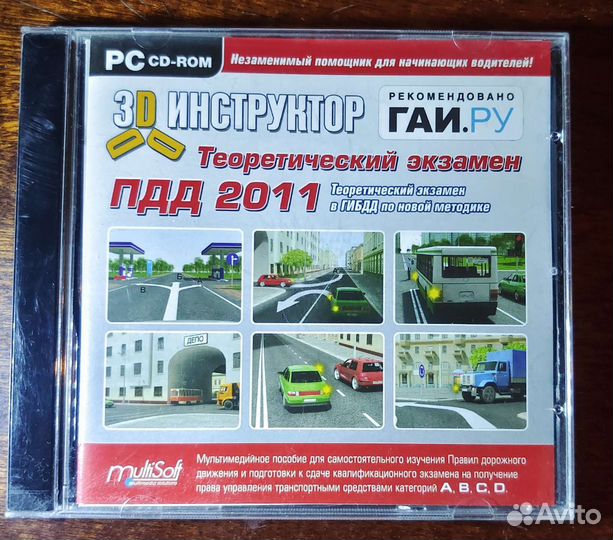 PC CD-ROM
Незаменимый помощник для начинающих водителей!
3D ИНСТРУКТОР
РЕКОМЕНДОВАНО
ГАИ.РУ
Теоретический экзамен
ПДД 2011
Теоретический экзамен
в ГИБДД по новой методике
Б
А
В
ДЕПО
multiSoft
multimedia solutions
Мультимедийное пособие для самостоятельного изучения Правил дорожного
движения и подготовки к сдаче квалификационного экзамена на получение
права управления транспортными средствами категорий A, B, C, D.
Avito